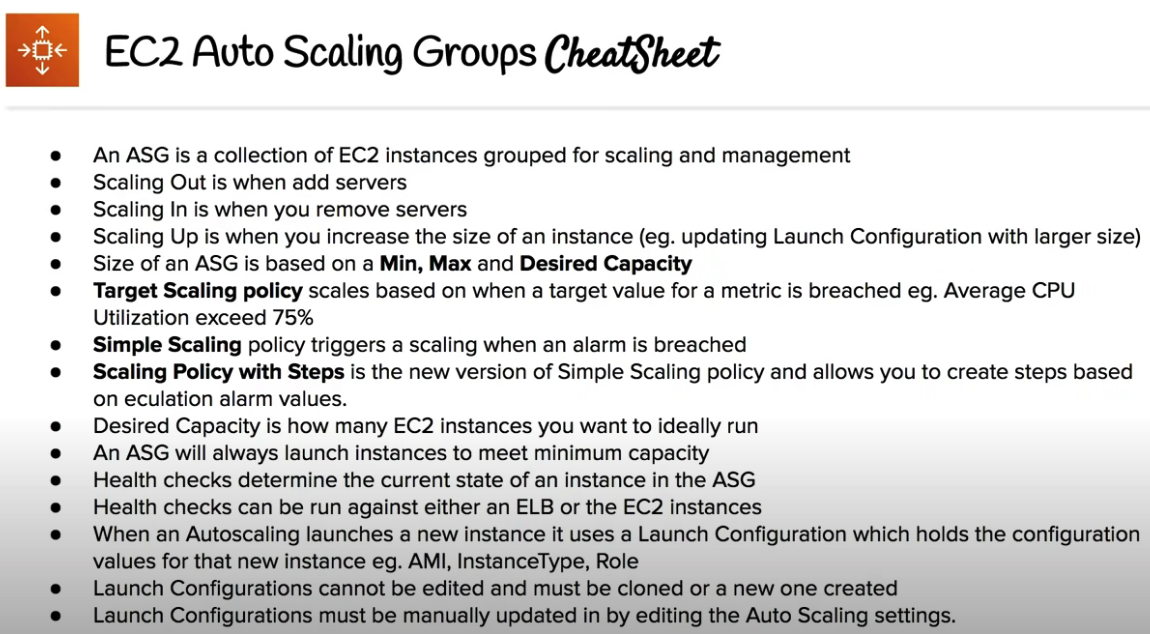 EC2 Auto Scaling Groups CheatSheet
● An ASG is a collection of EC2 instances grouped for scaling and management
● Scaling Out is when add servers
● Scaling In is when you remove servers
● Scaling Up is when you increase the size of an instance (eg. updating Launch Configuration with larger size)
● Size of an ASG is based on a Min, Max and Desired Capacity
● Target Scaling policy scales based on when a target value for a metric is breached eg. Average CPU
Utilization exceed 75%
● Simple Scaling policy triggers a scaling when an alarm is breached
● Scaling Policy with Steps is the new version of Simple Scaling policy and allows you to create steps based
on eculation alarm values.
● Desired Capacity is how many EC2 instances you want to ideally run
● An ASG will always launch instances to meet minimum capacity
● Health checks determine the current state of an instance in the ASG
● Health checks can be run against either an ELB or the EC2 instances
● When an Autoscaling launches a new instance it uses a Launch Configuration which holds the configuration
values for that new instance eg. AMI, InstanceType, Role
● Launch Configurations cannot be edited and must be cloned or a new one created
● Launch Configurations must be manually updated in by editing the Auto Scaling settings.